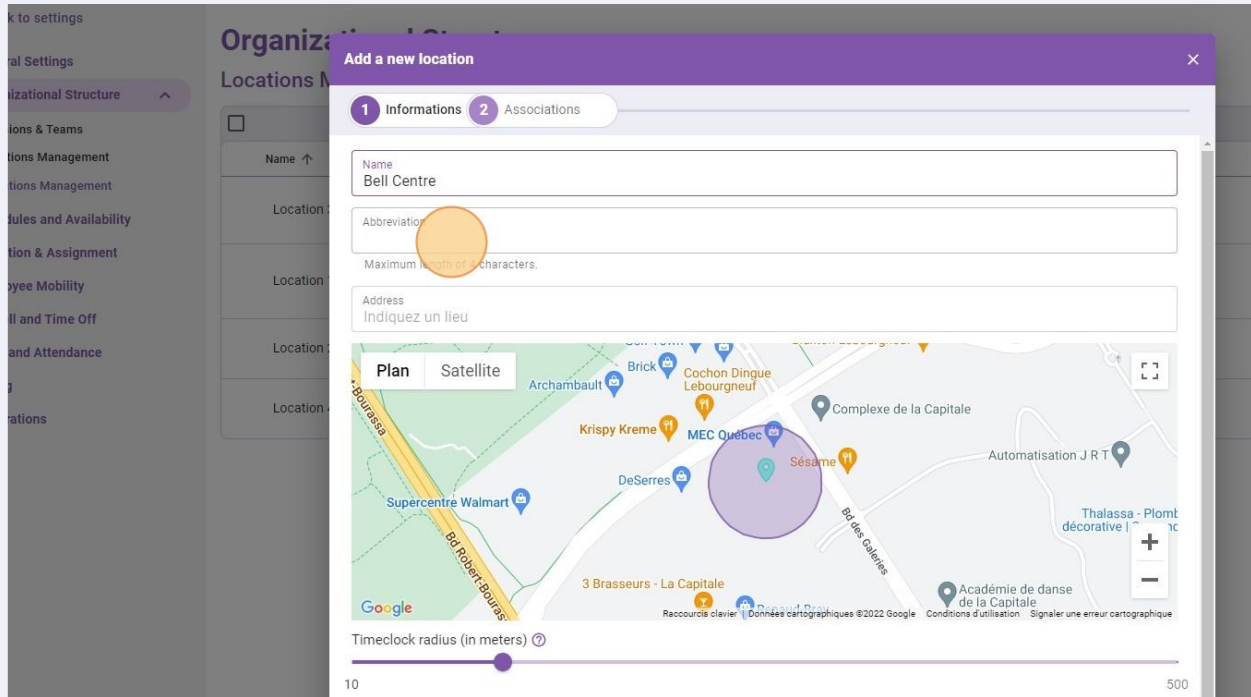 k to settings
ral Settings
nizational Structure
ions & Teams
tions Management
tions Management
dules and Availability
tion & Assignment
oyee Mobility
ll and Time Off
and Attendance
g
rations
Organiza
Locations M
Name ↑
Location
Location
Location
Location
Add a new location
1 Informations 2 Associations
Name
Bell Centre
Abbreviation
Maximum length of 4 characters.
Address
Indiquez un lieu
Plan Satellite
Archambault
Brick
Cochon Dingue
Lebourgneuf
Krispy Kreme
MEC Québec
Complexe de la Capitale
Sésame
Automatisation J R T
DeSerres
Supercentre Walmart
Bd Robert-Bourassa
Bd des Galeries
Thalassa - Plomb
décorative
3 Brasseurs - La Capitale
Renaud-Bray
Académie de danse
de la Capitale
Google
Raccourcis clavier Données cartographiques ©2022 Google Conditions d'utilisation Signaler une erreur cartographique
Timeclock radius (in meters)
10 500